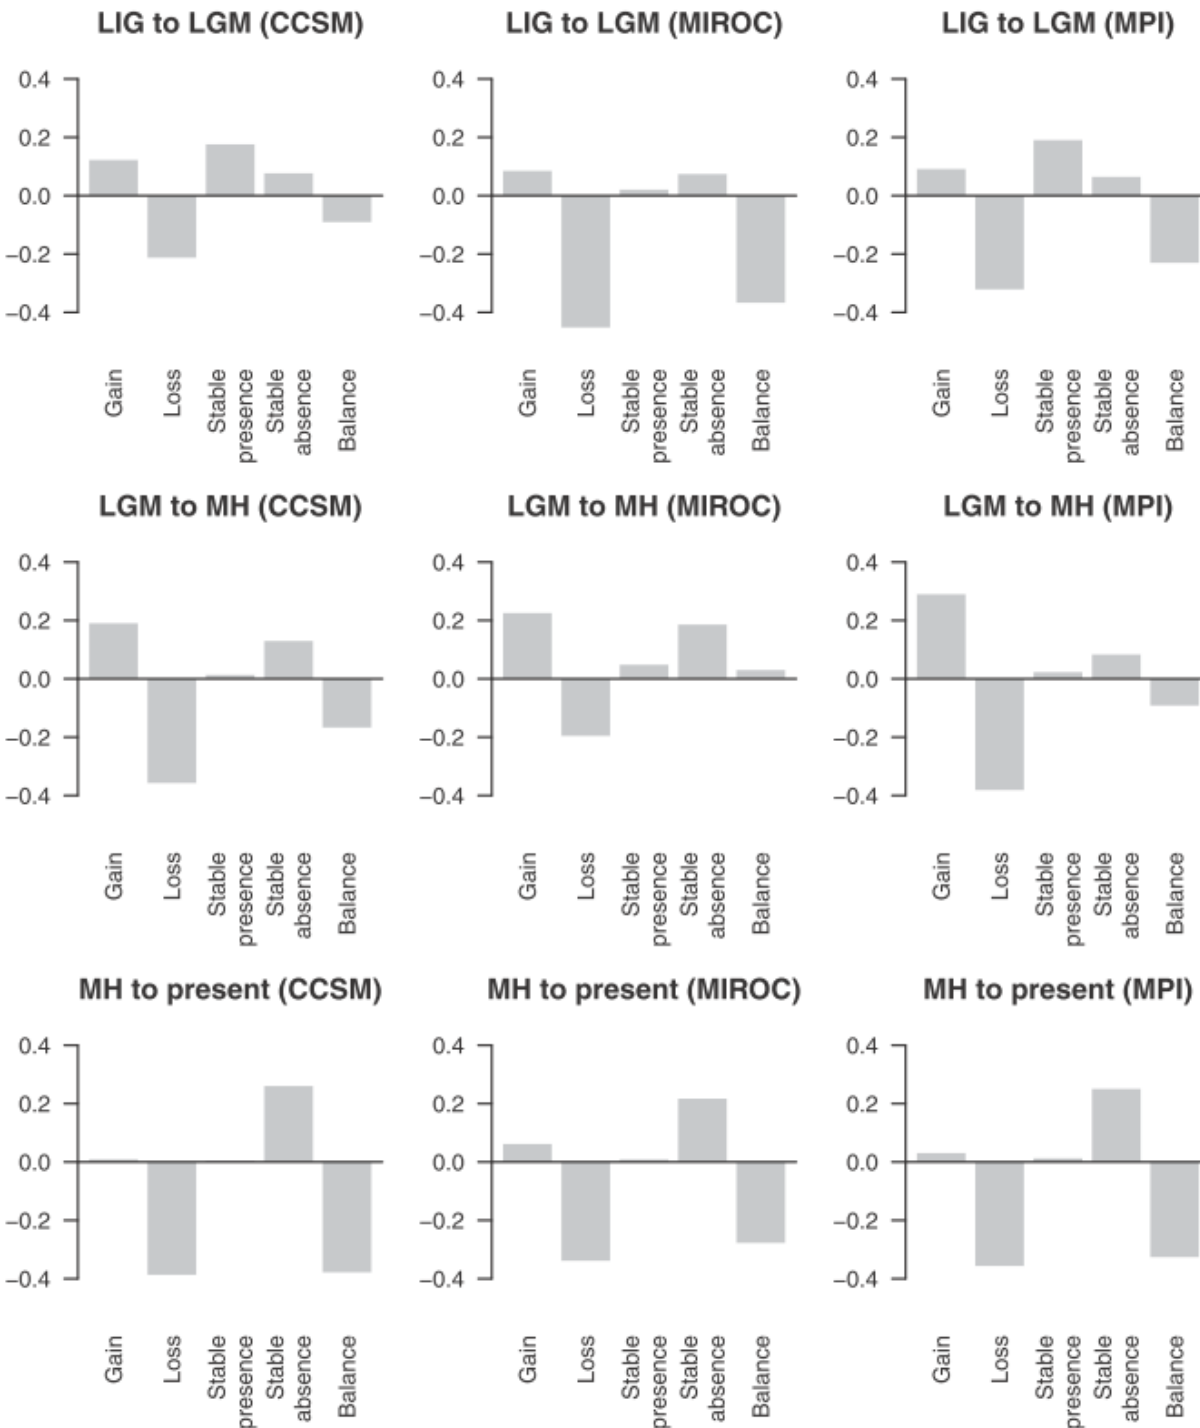 LIG to LGM (CCSM)
0.4
0.2
0.0
−0.2
−0.4
Gain
Loss
Stable
presence
Stable
absence
Balance
LIG to LGM (MIROC)
0.4
0.2
0.0
−0.2
−0.4
Gain
Loss
Stable
presence
Stable
absence
Balance
LIG to LGM (MPI)
0.4
0.2
0.0
−0.2
−0.4
Gain
Loss
Stable
presence
Stable
absence
Balance
LGM to MH (CCSM)
0.4
0.2
0.0
−0.2
−0.4
Gain
Loss
Stable
presence
Stable
absence
Balance
LGM to MH (MIROC)
0.4
0.2
0.0
−0.2
−0.4
Gain
Loss
Stable
presence
Stable
absence
Balance
LGM to MH (MPI)
0.4
0.2
0.0
−0.2
−0.4
Gain
Loss
Stable
presence
Stable
absence
Balance
MH to present (CCSM)
0.4
0.2
0.0
−0.2
−0.4
Gain
Loss
Stable
presence
Stable
absence
Balance
MH to present (MIROC)
0.4
0.2
0.0
−0.2
−0.4
Gain
Loss
Stable
presence
Stable
absence
Balance
MH to present (MPI)
0.4
0.2
0.0
−0.2
−0.4
Gain
Loss
Stable
presence
Stable
absence
Balance